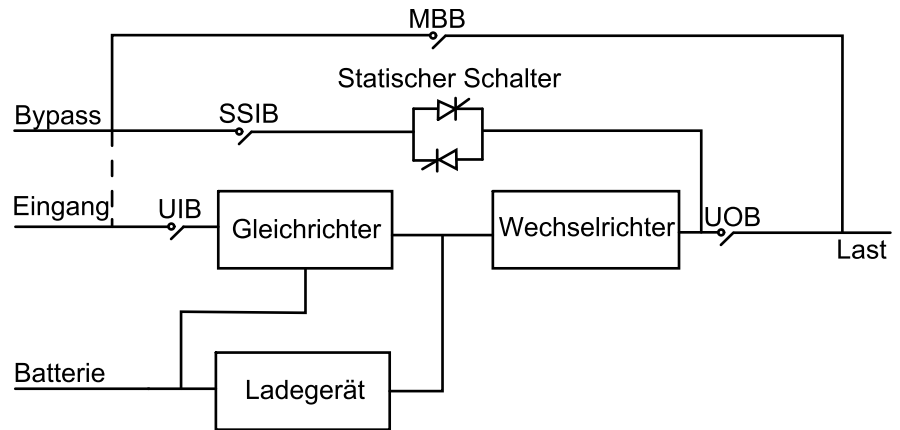 MBB
Statischer Schalter
Bypass
SSIB
Eingang
UIB
Gleichrichter
Wechselrichter
UOB
Last
Batterie
Ladegerät